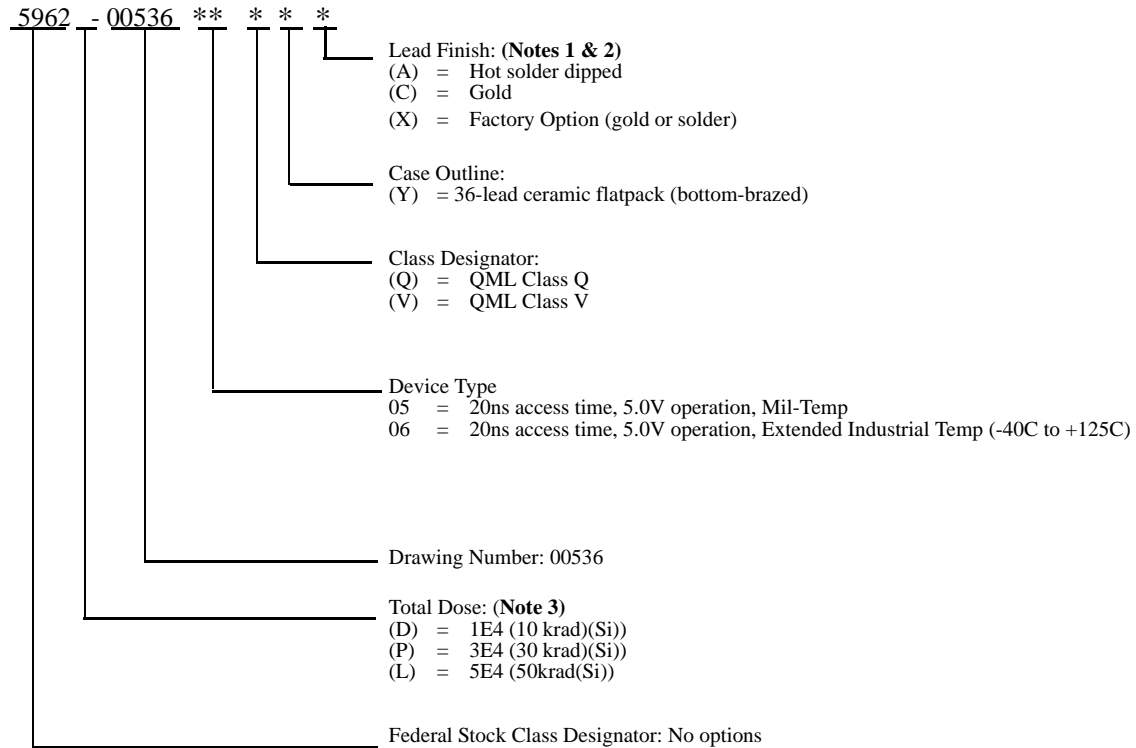 5962 - 00536 ** * * *
Lead Finish: (Notes 1 & 2)
(A) = Hot solder dipped
(C) = Gold
(X) = Factory Option (gold or solder)
Case Outline:
(Y) = 36-lead ceramic flatpack (bottom-brazed)
Class Designator:
(Q) = QML Class Q
(V) = QML Class V
Device Type
05 = 20ns access time, 5.0V operation, Mil-Temp
06 = 20ns access time, 5.0V operation, Extended Industrial Temp (-40C to +125C)
Drawing Number: 00536
Total Dose: (Note 3)
(D) = 1E4 (10 krad)(Si))
(P) = 3E4 (30 krad)(Si))
(L) = 5E4 (50krad(Si))
Federal Stock Class Designator: No options